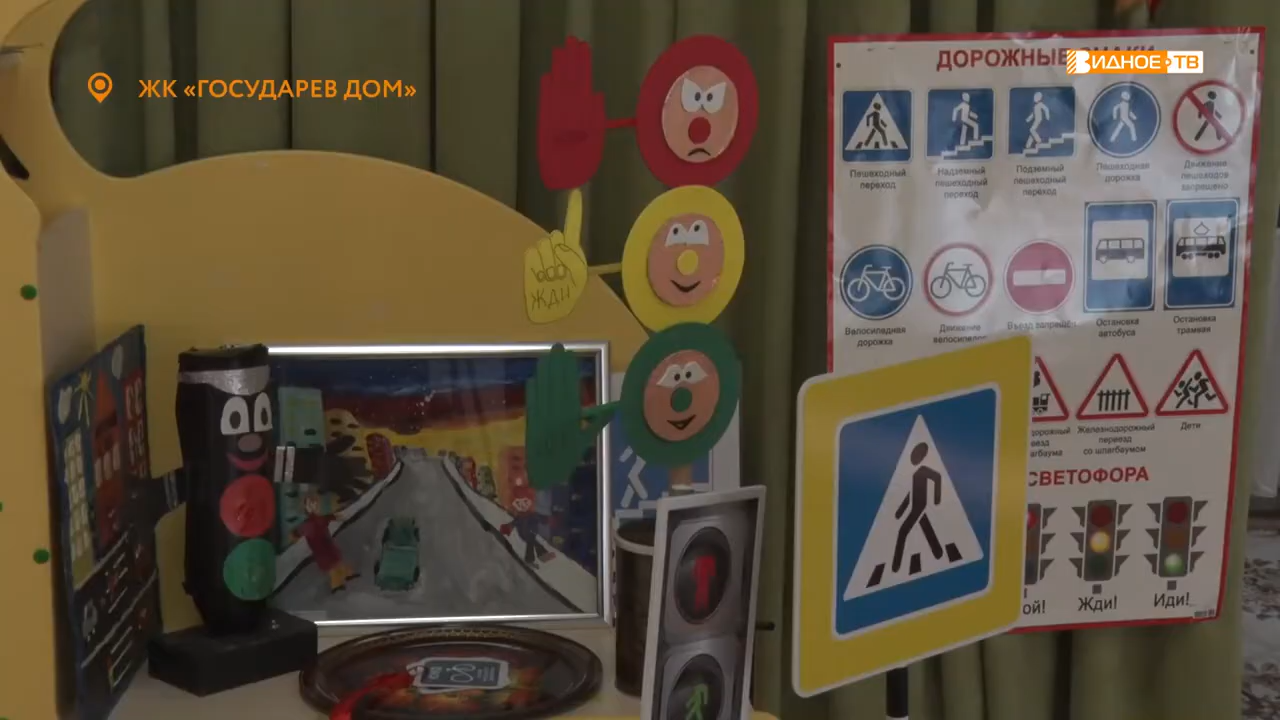 ЖК «ГОСУДАРЕВ ДОМ»
ВИДНОЕ ТВ
ДОРОЖНЫЕ ЗНАКИ
Пешеходный
переход
Надземный
пешеходный
переход
Подземный
пешеходный
переход
Пешеходная
дорожка
Движение
пешеходов
запрещено
ЖДИ
Велосипедная
дорожка
Движение
Въезд запрещён
Остановка
автобуса
Остановка
трамвая
Железнодорожный
переезд
со шлагбаумом
Дети
СВЕТОФОРА
Жди!
Иди!